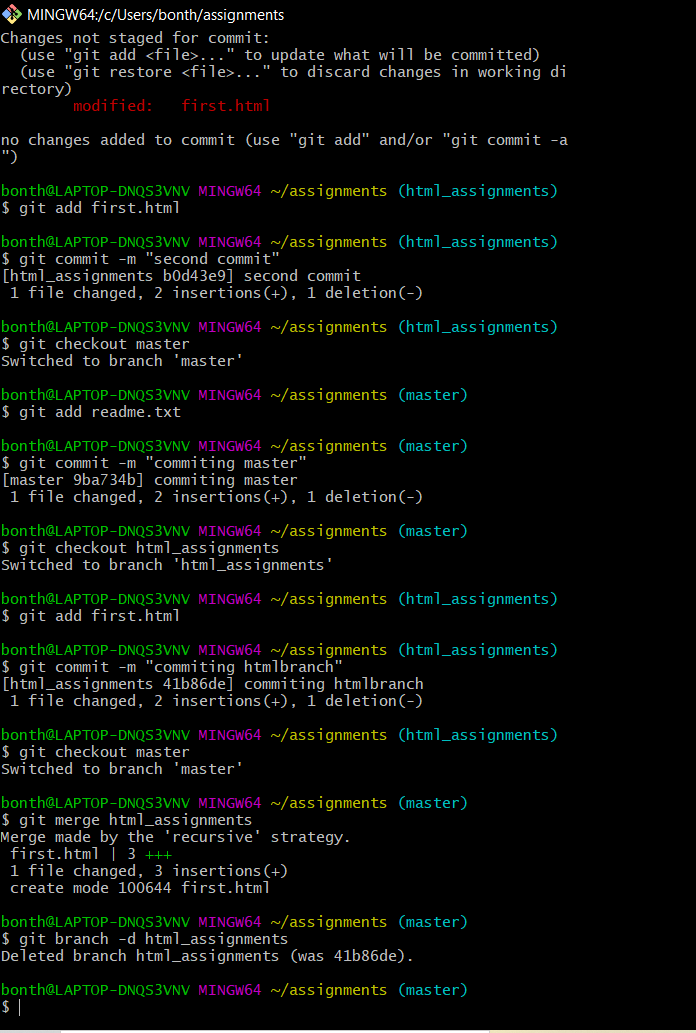 MINGW64:/c/Users/bonth/assignments
Changes not staged for commit:
  (use "git add <file>..." to update what will be committed)
  (use "git restore <file>..." to discard changes in working di
rectory)
        modified:   first.html

no changes added to commit (use "git add" and/or "git commit -a
")

bonth@LAPTOP-DNQS3VNV MINGW64 ~/assignments (html_assignments)
$ git add first.html

bonth@LAPTOP-DNQS3VNV MINGW64 ~/assignments (html_assignments)
$ git commit -m "second commit"
[html_assignments b0d43e9] second commit
 1 file changed, 2 insertions(+), 1 deletion(-)

bonth@LAPTOP-DNQS3VNV MINGW64 ~/assignments (html_assignments)
$ git checkout master
Switched to branch 'master'

bonth@LAPTOP-DNQS3VNV MINGW64 ~/assignments (master)
$ git add readme.txt

bonth@LAPTOP-DNQS3VNV MINGW64 ~/assignments (master)
$ git commit -m "commiting master"
[master 9ba734b] commiting master
 1 file changed, 2 insertions(+), 1 deletion(-)

bonth@LAPTOP-DNQS3VNV MINGW64 ~/assignments (master)
$ git checkout html_assignments
Switched to branch 'html_assignments'

bonth@LAPTOP-DNQS3VNV MINGW64 ~/assignments (html_assignments)
$ git add first.html

bonth@LAPTOP-DNQS3VNV MINGW64 ~/assignments (html_assignments)
$ git commit -m "commiting htmlbranch"
[html_assignments 41b86de] commiting htmlbranch
 1 file changed, 2 insertions(+), 1 deletion(-)

bonth@LAPTOP-DNQS3VNV MINGW64 ~/assignments (html_assignments)
$ git checkout master
Switched to branch 'master'

bonth@LAPTOP-DNQS3VNV MINGW64 ~/assignments (master)
$ git merge html_assignments
Merge made by the 'recursive' strategy.
 first.html | 3 +++
 1 file changed, 3 insertions(+)
 create mode 100644 first.html

bonth@LAPTOP-DNQS3VNV MINGW64 ~/assignments (master)
$ git branch -d html_assignments
Deleted branch html_assignments (was 41b86de).

bonth@LAPTOP-DNQS3VNV MINGW64 ~/assignments (master)
$